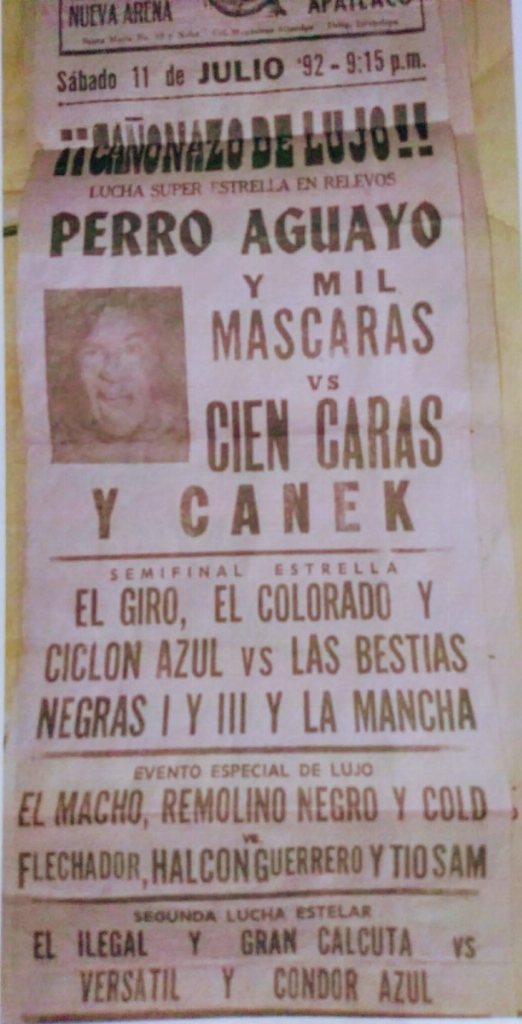 NUEVA ARENA APATLACO
Sábado 11 de JULIO '92 - 9:15 p.m.
¡¡CAÑONAZO DE LUJO!!
LUCHA SUPER ESTRELLA EN RELEVOS
PERRO AGUAYO
Y MIL
MASCARAS
VS
CIEN CARAS
Y CANEK
SEMIFINAL ESTRELLA
EL GIRO, EL COLORADO Y
CICLON AZUL VS LAS BESTIAS
NEGRAS I Y III Y LA MANCHA
EVENTO ESPECIAL DE LUJO
EL MACHO, REMOLINO NEGRO Y COLD
VS.
FLECHADOR, HALCON GUERRERO Y TIO SAM
SEGUNDA LUCHA ESTELAR
EL ILEGAL Y GRAN CALCUTA VS
VERSATIL Y CONDOR AZUL